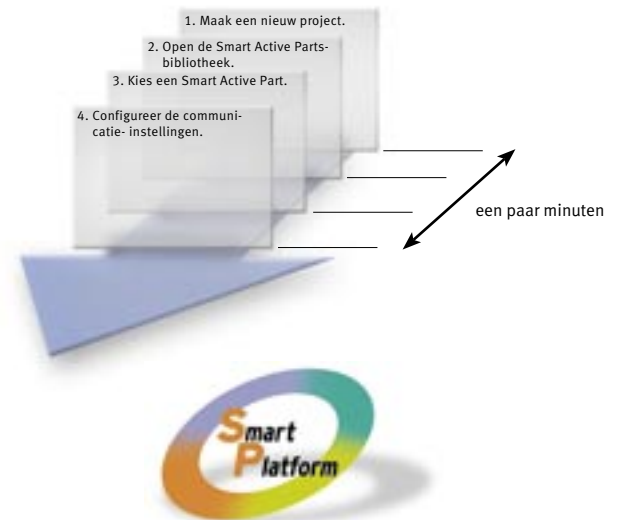 1. Maak een nieuw project.
2. Open de Smart Active Parts-
bibliotheek.
3. Kies een Smart Active Part.
4. Configureer de communi-
catie- instellingen.
een paar minuten
Smart
Platform